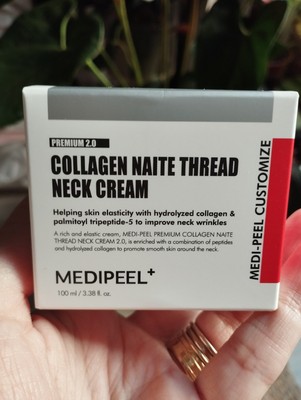 PREMIUM 2.0
COLLAGEN NAITE THREAD
NECK CREAM
Helping skin elasticity with hydrolyzed collagen &
palmitoyl tripeptide-5 to improve neck wrinkles
A rich and elastic cream, MEDI-PEEL PREMIUM COLLAGEN NAITE
THREAD NECK CREAM 2.0, is enriched with a combination of peptides
and hydrolyzed collagen to promote smooth skin around the neck.
MEDIPEEL+
100 ml / 3.38 fl. oz.
MEDI-PEEL CUSTOMIZE